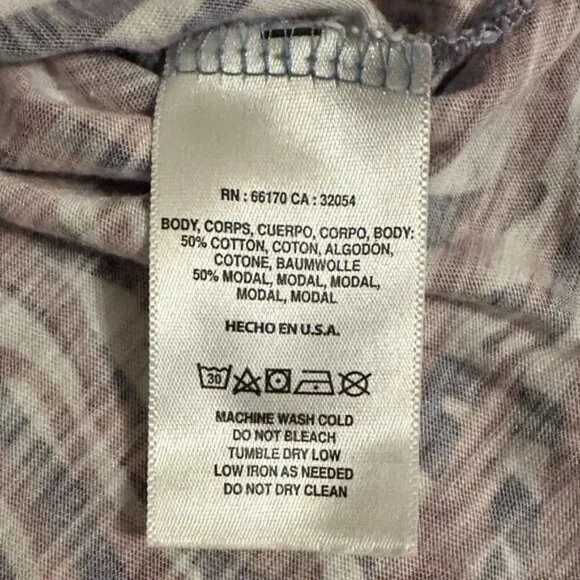 RN : 66170 CA : 32054
BODY, CORPS, CUERPO, CORPO, BODY:
50% COTTON, COTON, ALGODÓN,
COTONE, BAUMWOLLE
50% MODAL, MODAL, MODAL,
MODAL, MODAL
HECHO EN U.S.A.
30
MACHINE WASH COLD
DO NOT BLEACH
TUMBLE DRY LOW
LOW IRON AS NEEDED
DO NOT DRY CLEAN